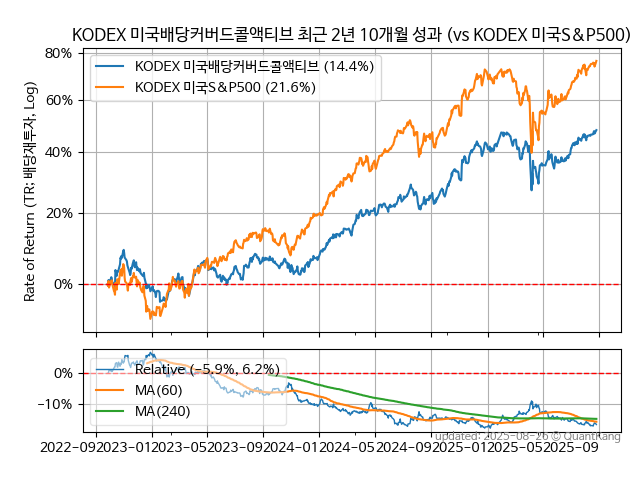 KODEX 미국배당커버드콜액티브 최근 2년 10개월 성과 (vs KODEX 미국S&P500)
80%
60%
40%
20%
0%
Rate of Return (TR: 배당재투자, Log)
KODEX 미국배당커버드콜액티브 (14.4%)
KODEX 미국S&P500 (21.6%)
0%
−10%
Relative (−5.9%, 6.2%)
MA(60)
MA(240)
updated: 2025-08-26 © QuantKang
2022-09 2023-01 2023-05 2023-09 2024-01 2024-05 2024-09 2025-01 2025-05 2025-09